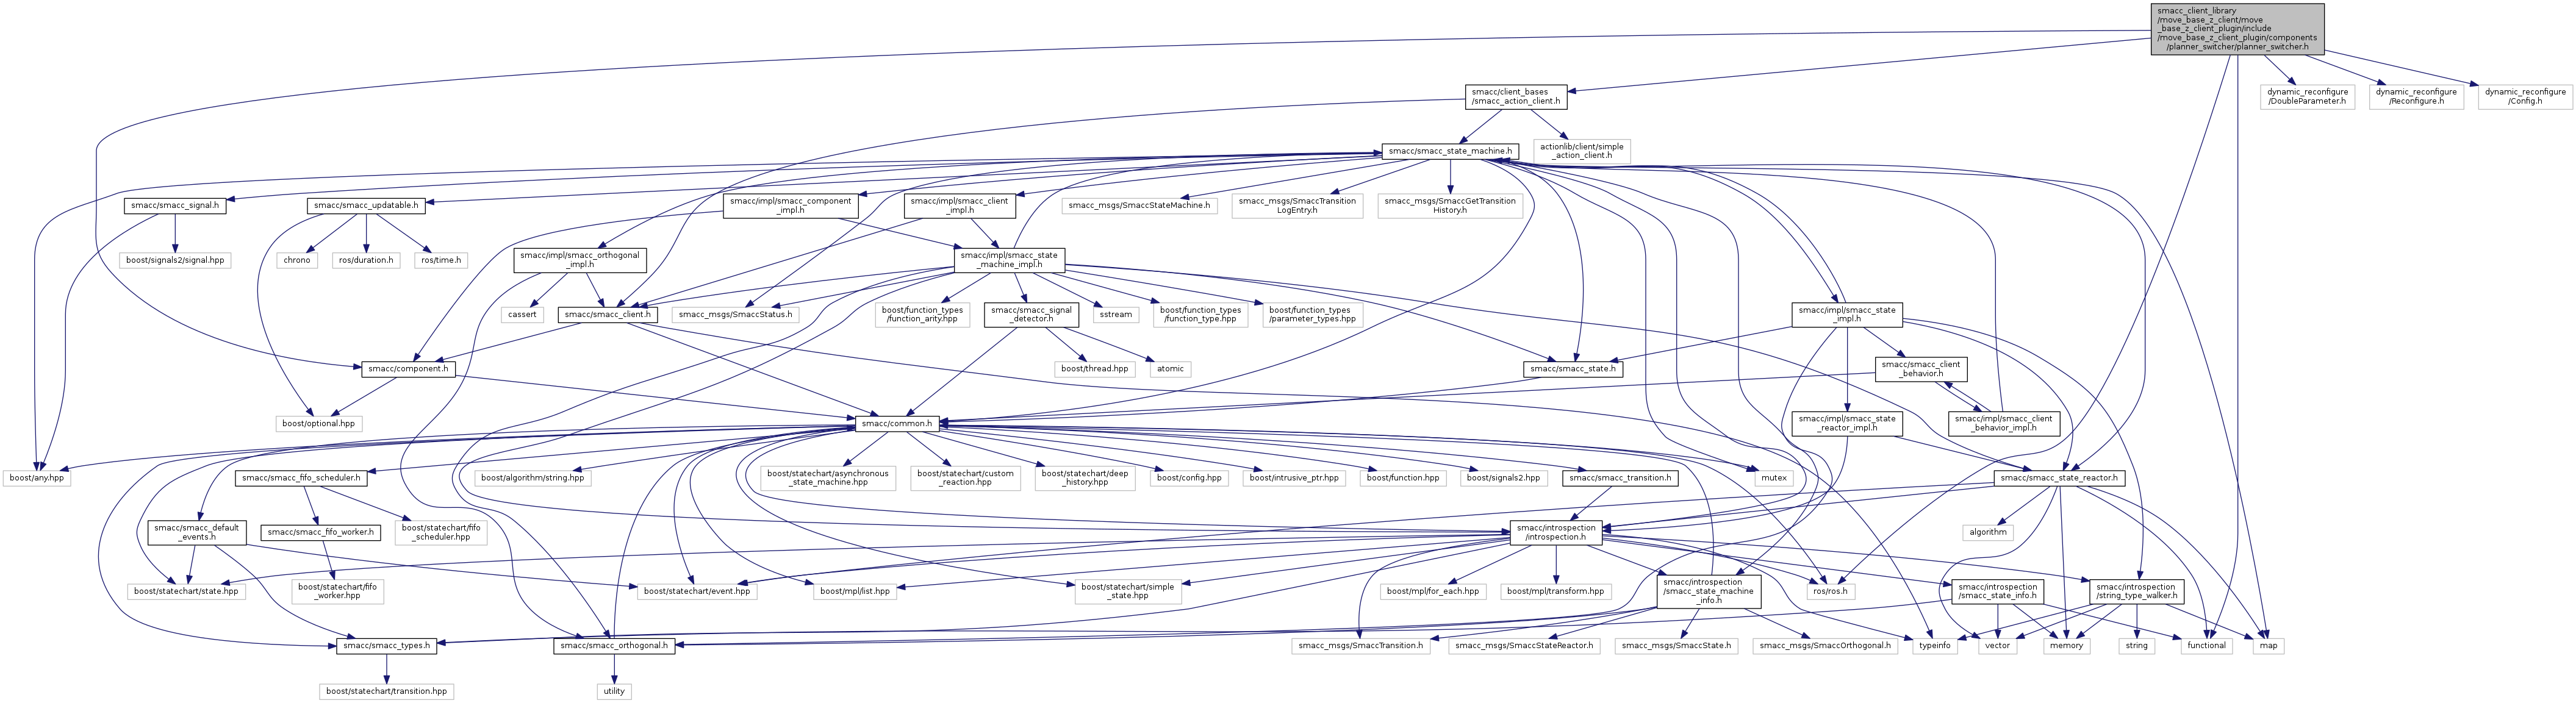 smacc_client_library
/move_base_z_client/move
_base_z_client_plugin/include
/move_base_z_client_plugin/components
/planner_switcher/planner_switcher.h
smacc/client_bases
/smacc_action_client.h
dynamic_reconfigure
/DoubleParameter.h
dynamic_reconfigure
/Reconfigure.h
dynamic_reconfigure
/Config.h
smacc/smacc_state_machine.h
actionlib/client/simple
_action_client.h
smacc/smacc_signal.h
smacc/smacc_updatable.h
smacc/impl/smacc_component
_impl.h
smacc/impl/smacc_client
_impl.h
smacc_msgs/SmaccStateMachine.h
smacc_msgs/SmaccTransition
LogEntry.h
smacc_msgs/SmaccGetTransition
History.h
boost/signals2/signal.hpp
chrono
ros/duration.h
ros/time.h
smacc/impl/smacc_orthogonal
_impl.h
smacc/impl/smacc_state
_machine_impl.h
cassert
smacc/smacc_client.h
smacc_msgs/SmaccStatus.h
boost/function_types
/function_arity.hpp
smacc/smacc_signal
_detector.h
sstream
boost/function_types
/function_type.hpp
boost/function_types
/parameter_types.hpp
smacc/impl/smacc_state
_impl.h
smacc/component.h
boost/thread.hpp
atomic
smacc/smacc_state.h
smacc/smacc_client
_behavior.h
boost/optional.hpp
smacc/common.h
smacc/impl/smacc_state
_reactor_impl.h
smacc/impl/smacc_client
_behavior_impl.h
boost/any.hpp
smacc/smacc_fifo_scheduler.h
boost/algorithm/string.hpp
boost/statechart/asynchronous
_state_machine.hpp
boost/statechart/custom
_reaction.hpp
boost/statechart/deep
_history.hpp
boost/config.hpp
boost/intrusive_ptr.hpp
boost/function.hpp
boost/signals2.hpp
smacc/smacc_transition.h
mutex
smacc/smacc_state_reactor.h
smacc/smacc_default
_events.h
smacc/smacc_fifo_worker.h
boost/statechart/fifo
_scheduler.hpp
smacc/introspection
/introspection.h
algorithm
boost/statechart/state.hpp
boost/statechart/fifo
_worker.hpp
boost/statechart/event.hpp
boost/mpl/list.hpp
boost/statechart/simple
_state.hpp
boost/mpl/for_each.hpp
boost/mpl/transform.hpp
smacc/introspection
/smacc_state_machine
_info.h
ros/ros.h
smacc/introspection
/smacc_state_info.h
smacc/introspection
/string_type_walker.h
smacc/smacc_types.h
smacc/smacc_orthogonal.h
smacc_msgs/SmaccTransition.h
smacc_msgs/SmaccStateReactor.h
smacc_msgs/SmaccState.h
smacc_msgs/SmaccOrthogonal.h
typeinfo
vector
memory
string
functional
map
boost/statechart/transition.hpp
utility